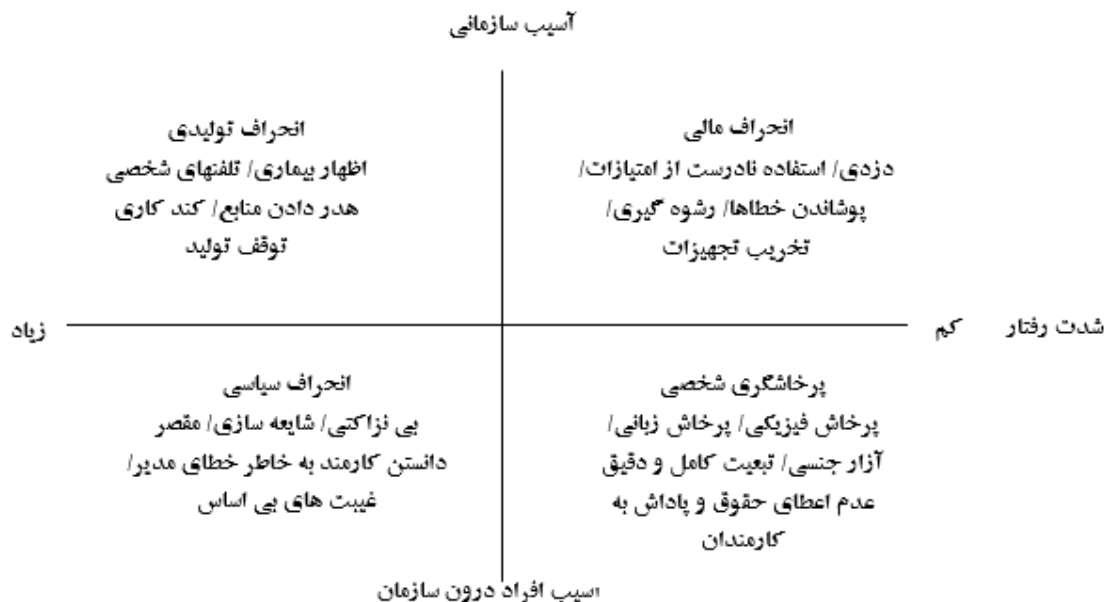 آسیب سازمانی
انحراف مالی
دزدی/ استفاده نادرست از امتیازات/
پوشاندن خطاها/ رشوه گیری/
تخریب تجهیزات
انحراف تولیدی
اظهار بیماری/ تلفنهای شخصی
هدر دادن منابع/ کند کاری
توقف تولید
شدت رفتار
کم
زیاد
پرخاشگری شخصی
پرخاش فیزیکی/ پرخاش زبانی/
آزار جنسی/ تبعیت کامل و دقیق
عدم اعطای حقوق و پاداش به
کارمندان
انحراف سیاسی
بی نزاکتی/ شایعه سازی/ مقصر
دانستن کارمند به خاطر خطای مدیر/
غیبت های بی اساس
اسیب افراد درون سازمان